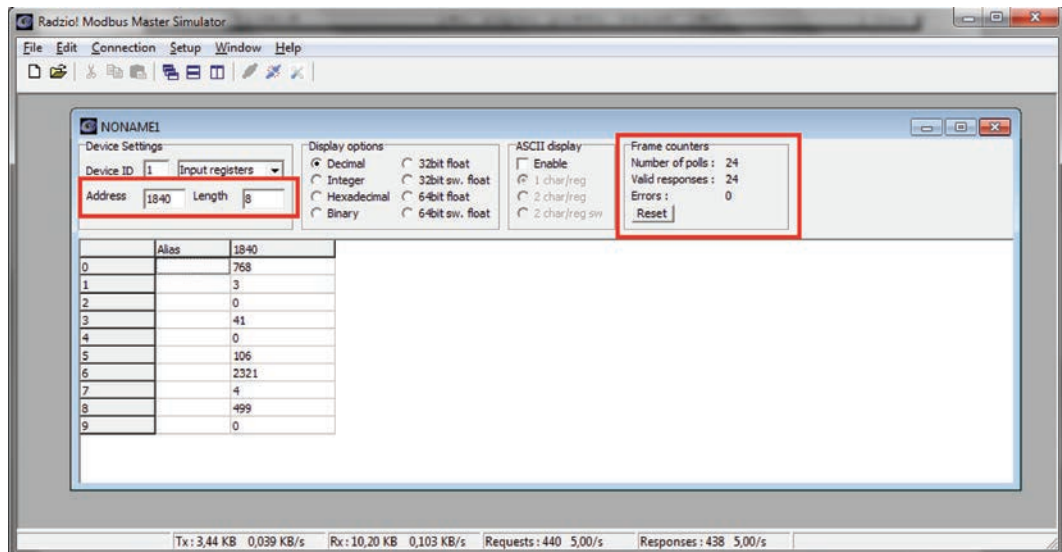 Radzio! Modbus Master Simulator
File Edit Connection Setup Window Help
NONAME1
Device Settings
Device ID 1 Input registers
Address 1840 Length 8
Display options
Decimal 32bit float
Integer 32bit sw. float
Hexadecimal 64bit float
Binary 64bit sw. float
ASCII display
Enable
1 char/reg
2 char/reg
2 char/reg sw
Frame counters
Number of polls : 24
Valid responses : 24
Errors : 0
Reset
Alias 1840
0 768
1 3
2 0
3 41
4 0
5 106
6 2321
7 4
8 499
9 0
Tx : 3,44 KB 0,039 KB/s Rx : 10,20 KB 0,103 KB/s Requests : 440 5,00/s Responses : 438 5,00/s